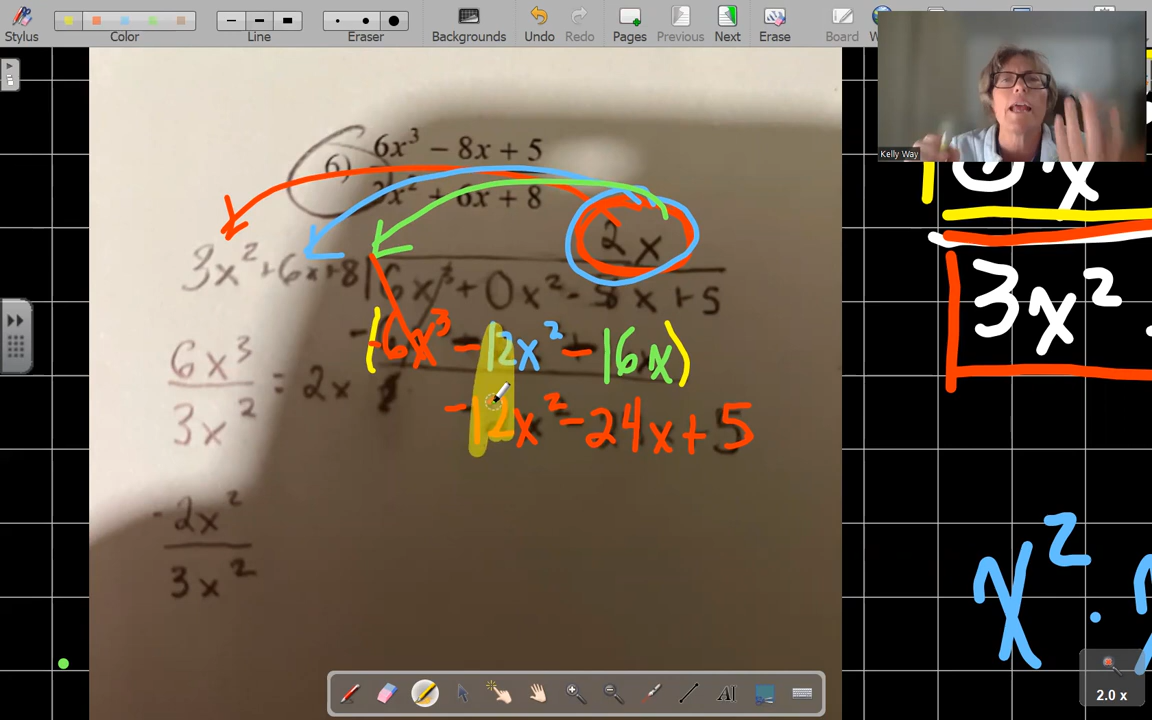 Stylus Color Line Eraser Backgrounds Undo Redo Pages Previous Next Erase Board
Kelly Way
6) 6x³ - 8x + 5
3x² + 6x + 8
2x
3x² + 6x + 8 | 6x³ + 0x² - 8x + 5
(-6x³ - 12x² - 16x)
6x³
3x² = 2x
-12x² - 24x + 5
-2x²
3x²
3x²
x² ·
2.0 x